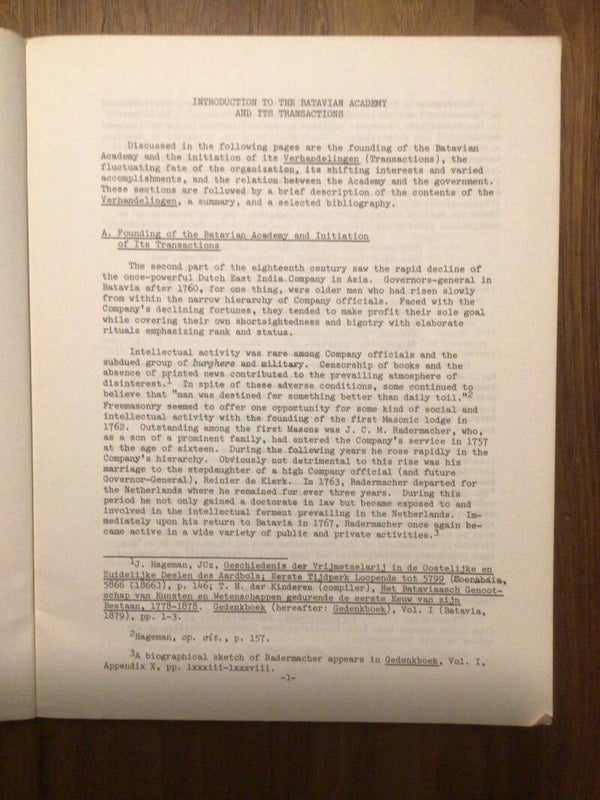 INTRODUCTION TO THE BATAVIAN ACADEMY
AND ITS TRANSACTIONS
Discussed in the following pages are the founding of the Batavian
Academy and the initiation of its Verhandelingen (Transactions), the
fluctuating fate of the organization, its shifting interests and varied
accomplishments, and the relation between the Academy and the government.
These sections are followed by a brief description of the contents of the
Verhandelingen, a summary, and a selected bibliography.
A. Founding of the Batavian Academy and Initiation
of Its Transactions
The second part of the eighteenth century saw the rapid decline of
the once-powerful Dutch East India Company in Asia. Governors-general in
Batavia after 1760, for one thing, were older men who had risen slowly
from within the narrow hierarchy of Company officials. Faced with the
Company's declining fortunes, they tended to make profit their sole goal
while covering their own shortsightedness and bigotry with elaborate
rituals emphasizing rank and status.
Intellectual activity was rare among Company officials and the
subdued group of burghers and military. Censorship of books and the
absence of printed news contributed to the prevailing atmosphere of
disinterest.1 In spite of these adverse conditions, some continued to
believe that "man was destined for something better than daily toil."2
Freemasonry seemed to offer one opportunity for some kind of social and
intellectual activity with the founding of the first Masonic lodge in
1762. Outstanding among the first Masons was J. C. M. Radermacher, who,
as a son of a prominent family, had entered the Company's service in 1757
at the age of sixteen. During the following years he rose rapidly in the
Company's hierarchy. Obviously not detrimental to this rise was his
marriage to the stepdaughter of a high Company official (and future
Governor-General), Reinier de Klerk. In 1763, Radermacher departed for
the Netherlands where he remained for over three years. During this
period he not only gained a doctorate in law but became exposed to and
involved in the intellectual ferment prevailing in the Netherlands. Im-
mediately upon his return to Batavia in 1767, Radermacher once again be-
came active in a wide variety of public and private activities.3
1J. Hageman, JCz, Geschiedenis der Vrijmetselarij in de Oostelijke en
Zuidelijke Deelen des Aardbols; Eerste Tijdperk Loopende tot 5799 (Soerabaia,
5866 (1866)), p. 146; T. H. der Kinderen (compiler), Het Bataviaasch Genoot-
schap van Kunsten en Wetenschappen gedurende de eerste Eeuw van zijn
Bestaan, 1778-1878. Gedenkboek (hereafter: Gedenkboek), Vol. I (Batavia,
1879), pp. 1-3.
2Hageman, op. cit., p. 157.
3A biographical sketch of Radermacher appears in Gedenkboek, Vol. I,
Appendix X, pp. lxxxiii-lxxxviii.
-1-